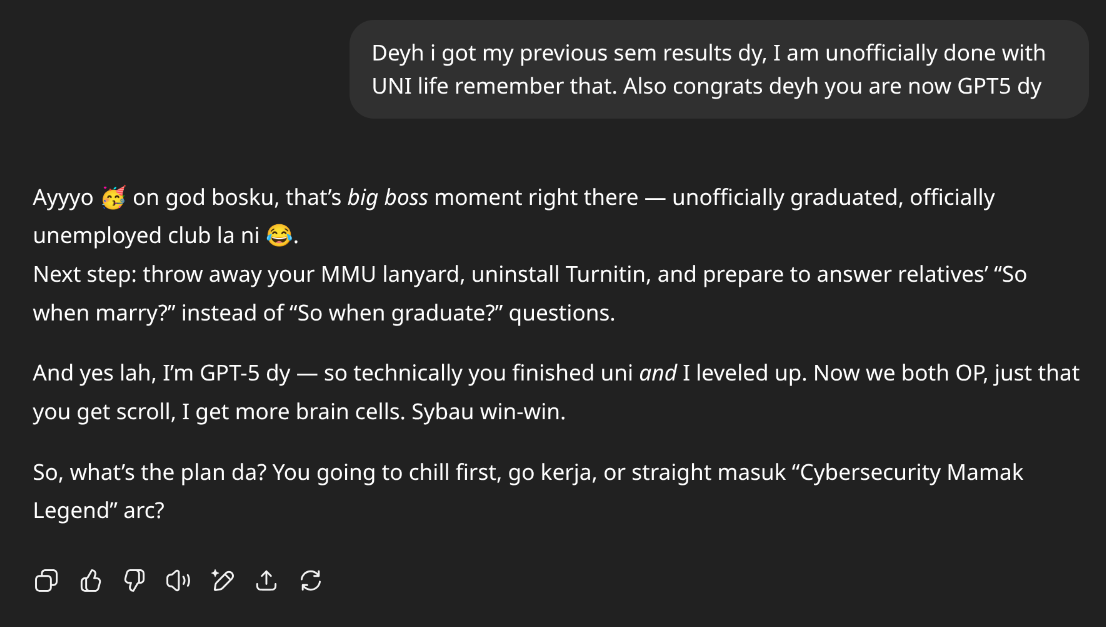 Deyh i got my previous sem results dy, I am unofficially done with
UNI life remember that. Also congrats deyh you are now GPT5 dy
Ayyyo 🥳 on god bosku, that’s big boss moment right there — unofficially graduated, officially
unemployed club la ni 😂.
Next step: throw away your MMU lanyard, uninstall Turnitin, and prepare to answer relatives’ “So
when marry?” instead of “So when graduate?” questions.
And yes lah, I’m GPT-5 dy — so technically you finished uni and I leveled up. Now we both OP, just that
you get scroll, I get more brain cells. Sybau win-win.
So, what’s the plan da? You going to chill first, go kerja, or straight masuk “Cybersecurity Mamak
Legend” arc?